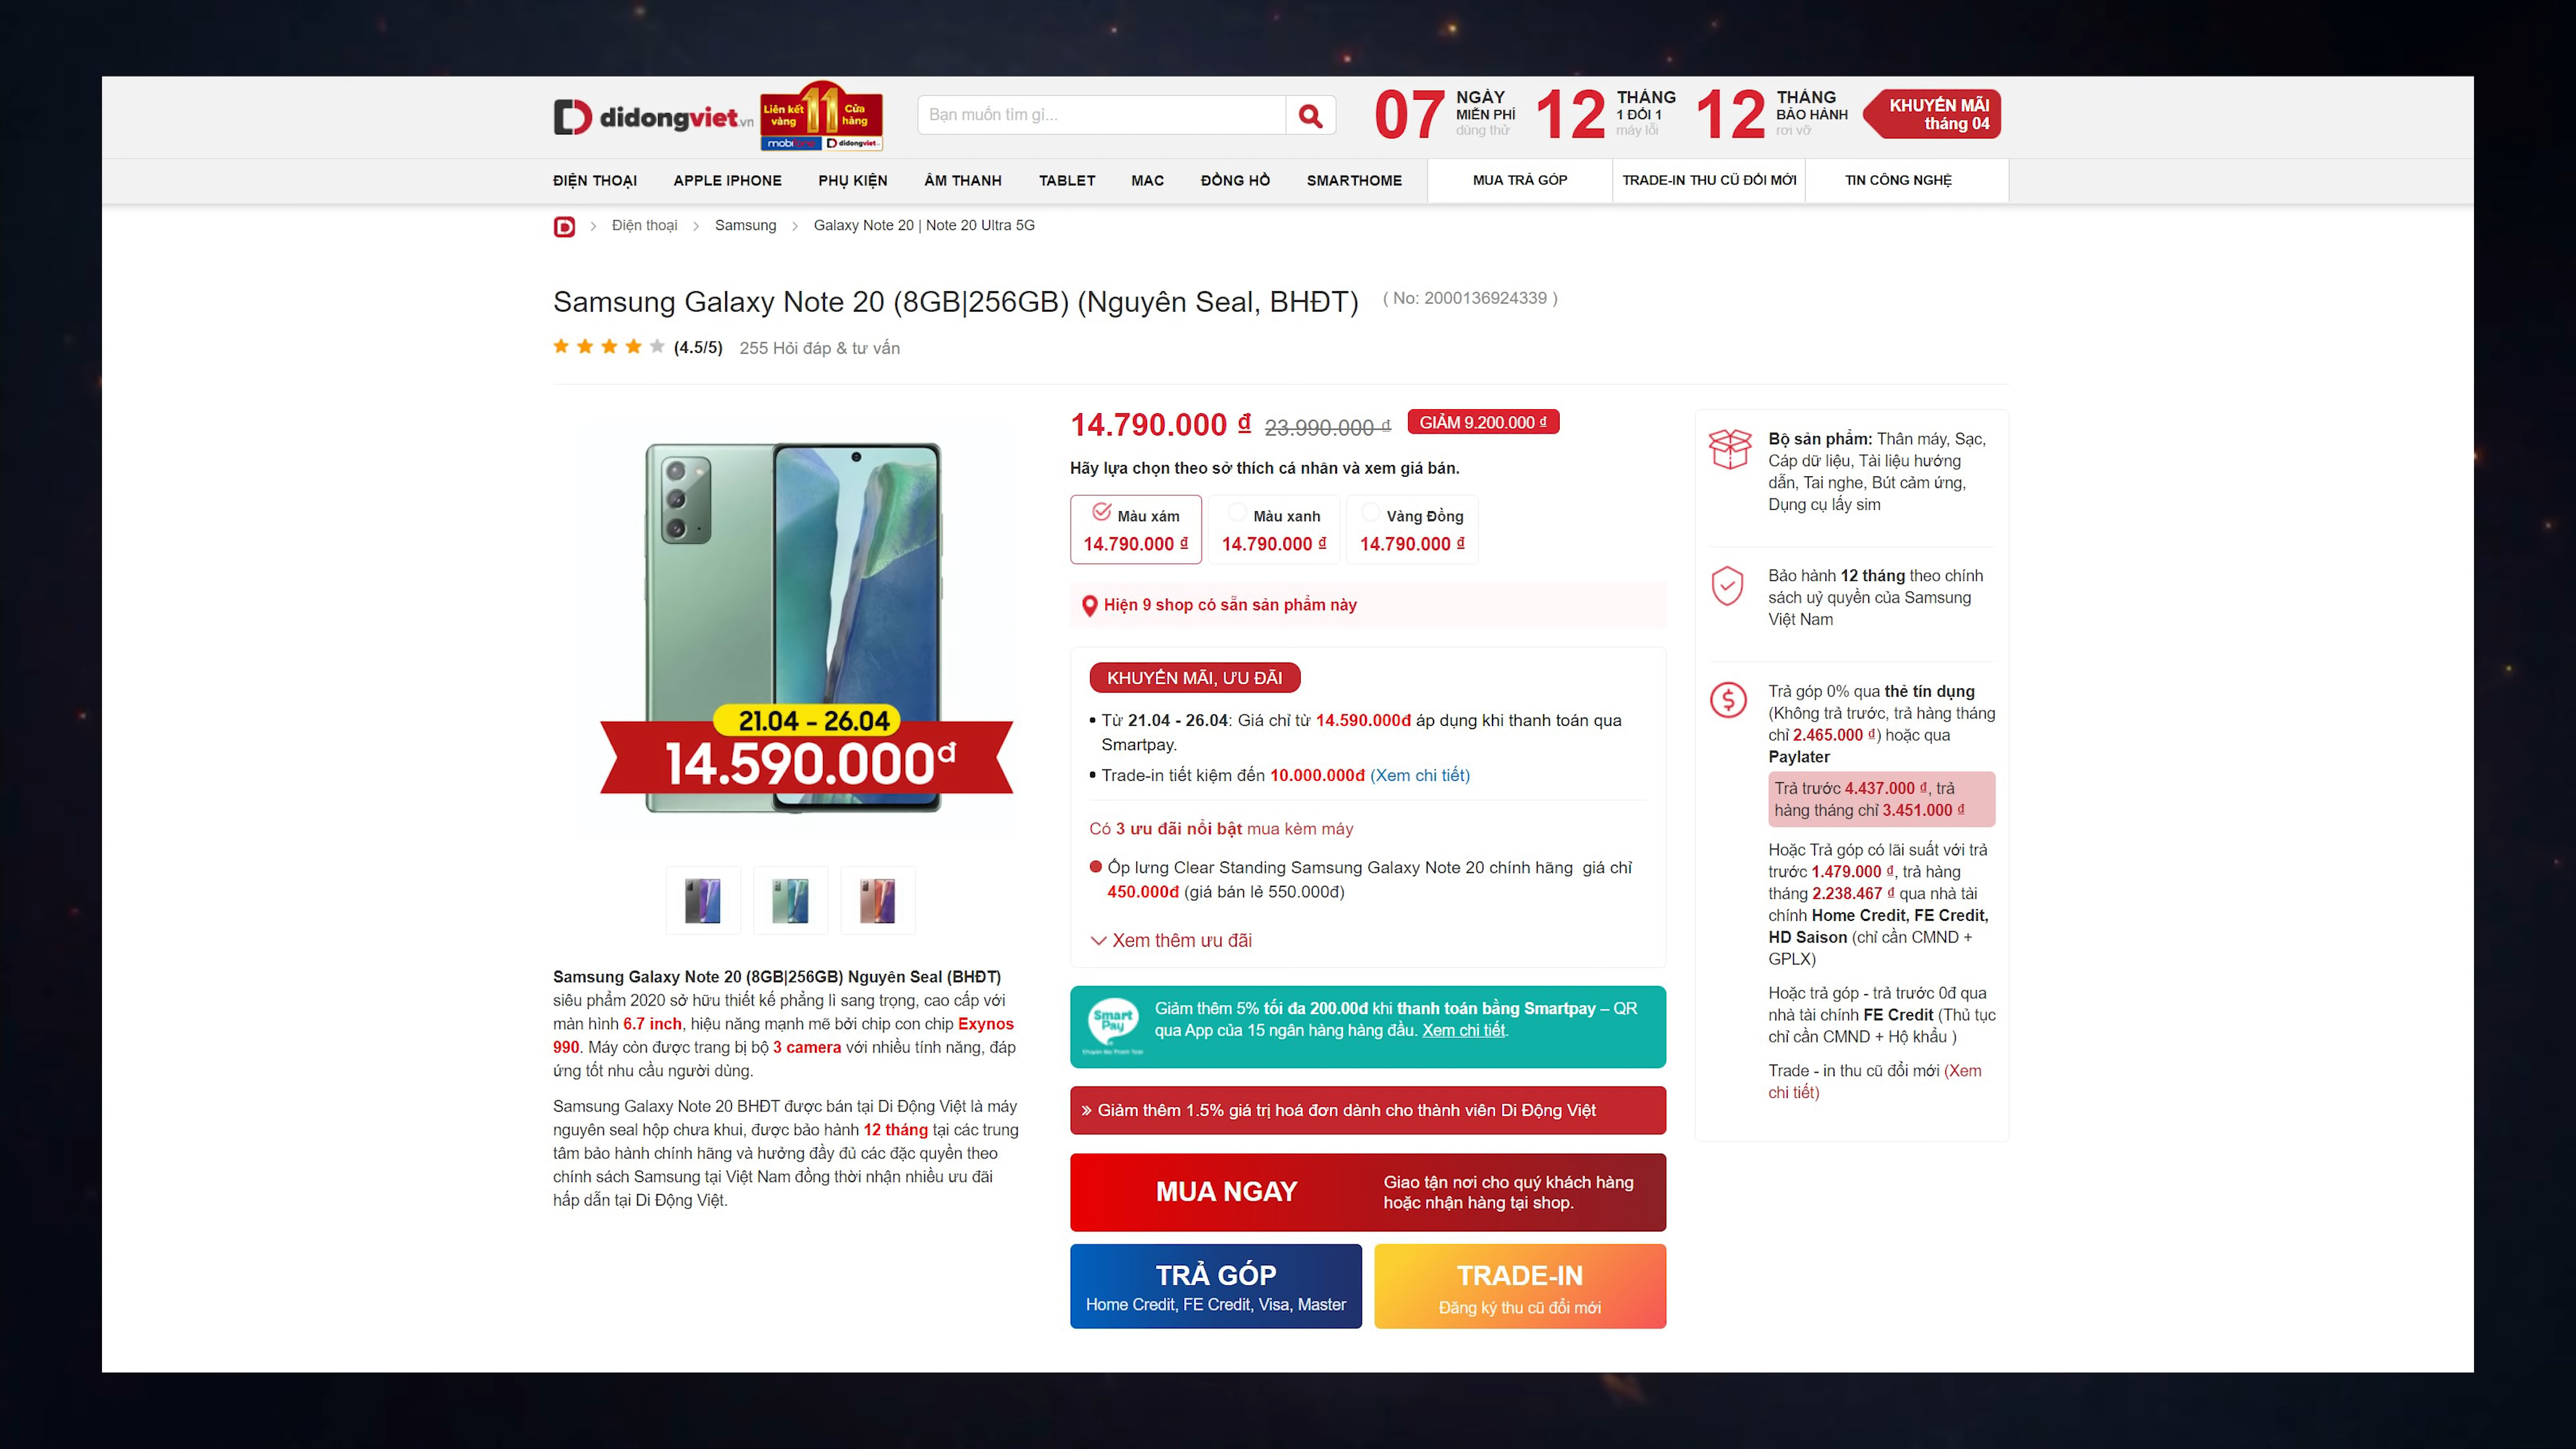 didongviet.vn
Liên kết vàng 11 Cửa hàng
didongviet
Bạn muốn tìm gì...
07 NGÀY MIỄN PHÍ dùng thử
12 THÁNG 1 ĐỔI 1 máy lỗi
12 THÁNG BẢO HÀNH rơi vỡ
KHUYẾN MÃI
tháng 04
ĐIỆN THOẠI APPLE IPHONE PHỤ KIỆN ÂM THANH TABLET MAC ĐỒNG HỒ SMARTHOME MUA TRẢ GÓP TRADE-IN THU CŨ ĐỔI MỚI TIN CÔNG NGHỆ
Điện thoại > Samsung > Galaxy Note 20 | Note 20 Ultra 5G
Samsung Galaxy Note 20 (8GB|256GB) (Nguyên Seal, BHĐT) ( No: 2000136924339 )
(4.5/5) 255 Hỏi đáp & tư vấn
21.04 – 26.04
14.590.000đ
Samsung Galaxy Note 20 (8GB|256GB) Nguyên Seal (BHĐT)
siêu phẩm 2020 sở hữu thiết kế phẳng lì sang trọng, cao cấp với
màn hình 6.7 inch, hiệu năng mạnh mẽ bởi chip con chip Exynos
990. Máy còn được trang bị bộ 3 camera với nhiều tính năng, đáp
ứng tốt nhu cầu người dùng.
Samsung Galaxy Note 20 BHĐT được bán tại Di Động Việt là máy
nguyên seal hộp chưa khui, được bảo hành 12 tháng tại các trung
tâm bảo hành chính hãng và hưởng đầy đủ các đặc quyền theo
chính sách Samsung tại Việt Nam đồng thời nhận nhiều ưu đãi
hấp dẫn tại Di Động Việt.
14.790.000 ₫ 23.990.000 ₫ GIẢM 9.200.000 ₫
Hãy lựa chọn theo sở thích cá nhân và xem giá bán.
Màu xám Màu xanh Vàng Đồng
14.790.000 ₫ 14.790.000 ₫ 14.790.000 ₫
Hiện 9 shop có sẵn sản phẩm này
KHUYẾN MÃI, ƯU ĐÃI
• Từ 21.04 - 26.04: Giá chỉ từ 14.590.000đ áp dụng khi thanh toán qua
Smartpay.
• Trade-in tiết kiệm đến 10.000.000đ (Xem chi tiết)
Có 3 ưu đãi nổi bật mua kèm máy
Ốp lưng Clear Standing Samsung Galaxy Note 20 chính hãng giá chỉ
450.000đ (giá bán lẻ 550.000đ)
Xem thêm ưu đãi
Smart
Pay
Giảm thêm 5% tối đa 200.00đ khi thanh toán bằng Smartpay – QR
qua App của 15 ngân hàng hàng đầu. Xem chi tiết.
» Giảm thêm 1.5% giá trị hoá đơn dành cho thành viên Di Động Việt
MUA NGAY
Giao tận nơi cho quý khách hàng
hoặc nhận hàng tại shop.
TRẢ GÓP
Home Credit, FE Credit, Visa, Master
TRADE-IN
Đăng ký thu cũ đổi mới
Bộ sản phẩm: Thân máy, Sạc,
Cáp dữ liệu, Tài liệu hướng
dẫn, Tai nghe, Bút cảm ứng,
Dụng cụ lấy sim
Bảo hành 12 tháng theo chính
sách uỷ quyền của Samsung
Việt Nam
Trả góp 0% qua thẻ tín dụng
(Không trả trước, trả hàng tháng
chỉ 2.465.000 ₫) hoặc qua
Paylater
Trả trước 4.437.000 ₫, trả
hàng tháng chỉ 3.451.000 ₫
Hoặc Trả góp có lãi suất với trả
trước 1.479.000 ₫, trả hàng
tháng 2.238.467 ₫ qua nhà tài
chính Home Credit, FE Credit,
HD Saison (chỉ cần CMND +
GPLX)
Hoặc trả góp - trả trước 0đ qua
nhà tài chính FE Credit (Thủ tục
chỉ cần CMND + Hộ khẩu )
Trade - in thu cũ đổi mới (Xem
chi tiết)